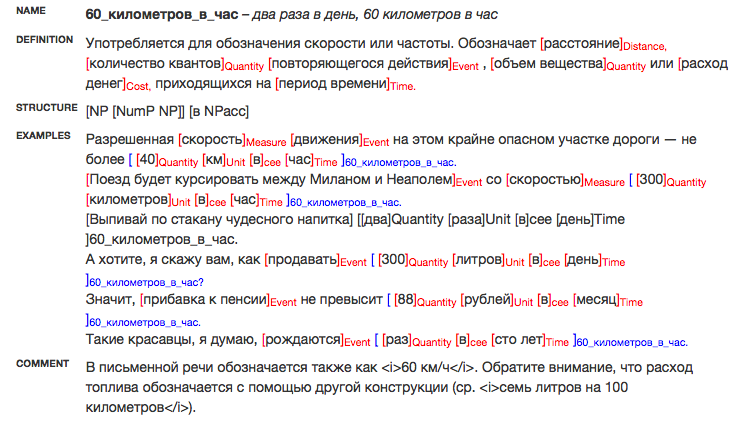 NAME 60_километров_в_час – два раза в день, 60 километров в час
DEFINITION Употребляется для обозначения скорости или частоты. Обозначает [расстояние]Distance,
[количество квантов]Quantity [повторяющегося действия]Event , [объем вещества]Quantity или [расход
денег]Cost, приходящихся на [период времени]Time.
STRUCTURE [NP [NumP NP]] [в NPacc]
EXAMPLES Разрешенная [скорость]Measure [движения]Event на этом крайне опасном участке дороги — не
более [ [40]Quantity [км]Unit [в]cee [час]Time ]60_километров_в_час.
[Поезд будет курсировать между Миланом и Неаполем]Event со [скоростью]Measure [ [300]Quantity
[километров]Unit [в]cee [час]Time ]60_километров_в_час.
[Выпивай по стакану чудесного напитка] [[два]Quantity [раза]Unit [в]cee [день]Time
]60_километров_в_час.
А хотите, я скажу вам, как [продавать]Event [ [300]Quantity [литров]Unit [в]cee [день]Time
]60_километров_в_час?
Значит, [прибавка к пенсии]Event не превысит [ [88]Quantity [рублей]Unit [в]cee [месяц]Time
]60_километров_в_час.
Такие красавцы, я думаю, [рождаются]Event [ [раз]Quantity [в]cee [сто лет]Time ]60_километров_в_час.
COMMENT В письменной речи обозначается также как <i>60 км/ч</i>. Обратите внимание, что расход
топлива обозначается с помощью другой конструкции (ср. <i>семь литров на 100
километров</i>).